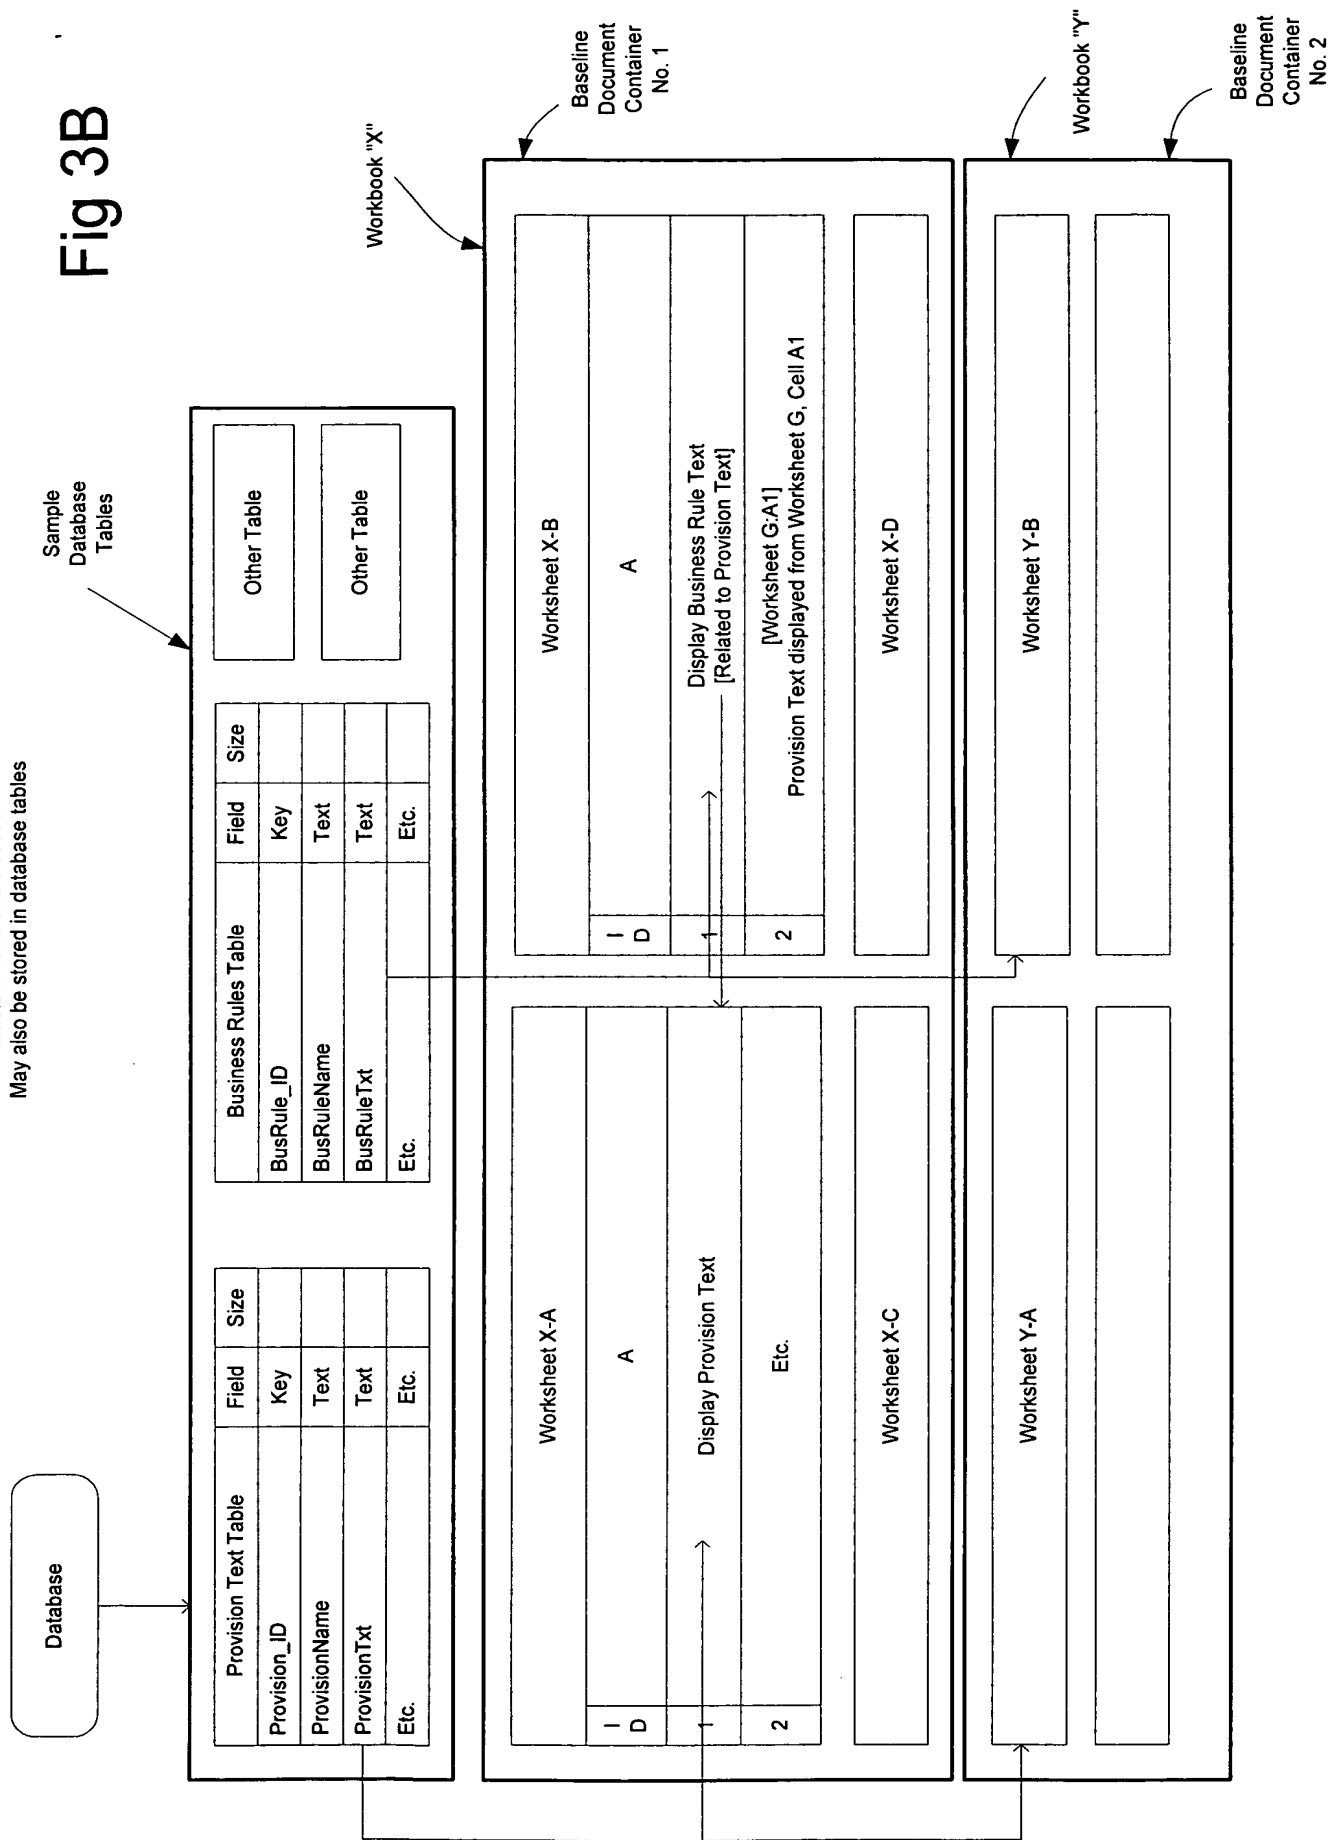 Fig 3B
May also be stored in database tables
Database
Sample
Database
Tables
Provision Text Table Field Size
Provision_ID Key
ProvisionName Text
ProvisionTxt Text
Etc. Etc.
Business Rules Table Field Size
BusRule_ID Key
BusRuleName Text
BusRuleTxt Text
Etc. Etc.
Other Table
Other Table
Workbook "X"
Baseline
Document
Container
No. 1
Worksheet X-A
I
D
A
1 Display Provision Text
2 Etc.
Worksheet X-B
I
D
A
1 Display Business Rule Text
[Related to Provision Text]
2 [Worksheet G:A1]
Provision Text displayed from Worksheet G, Cell A1
Worksheet X-C
Worksheet X-D
Workbook "Y"
Worksheet Y-A
Worksheet Y-B
Baseline
Document
Container
No. 2